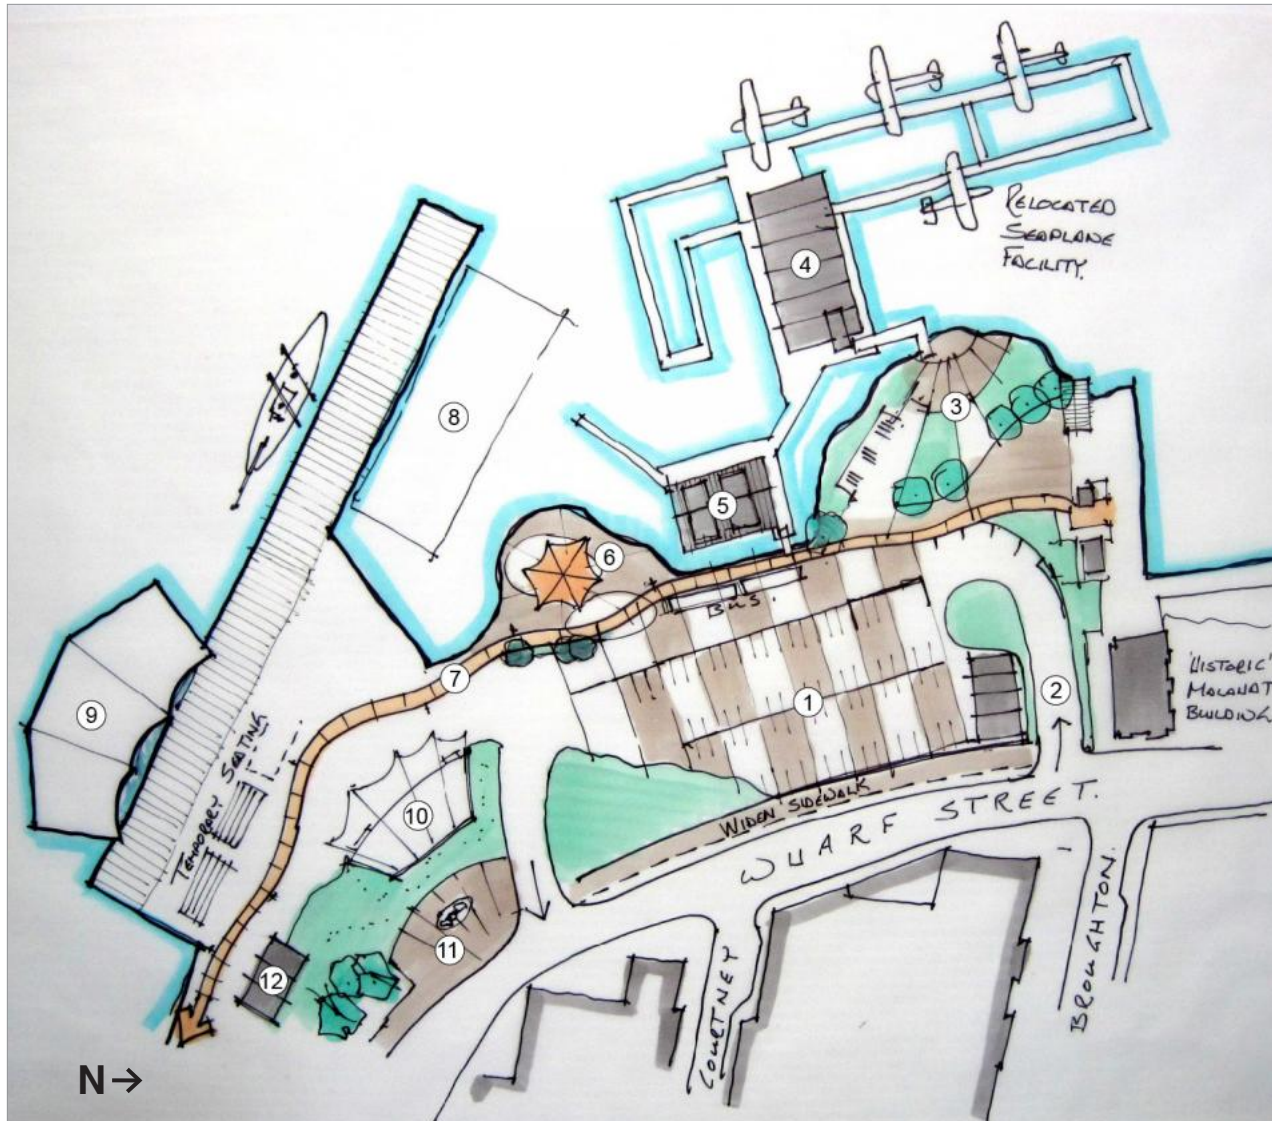 RELOCATED
SEAPLANE
FACILITY.
4
3
8
5
6
BUS.
7
1
2
'HISTORIC'
MALAHAT
BUILDING
9
TEMPORARY SEATING
10
WIDEN SIDEWALK
WHARF STREET.
11
12
COURTNEY
BROUGHTON.
N→